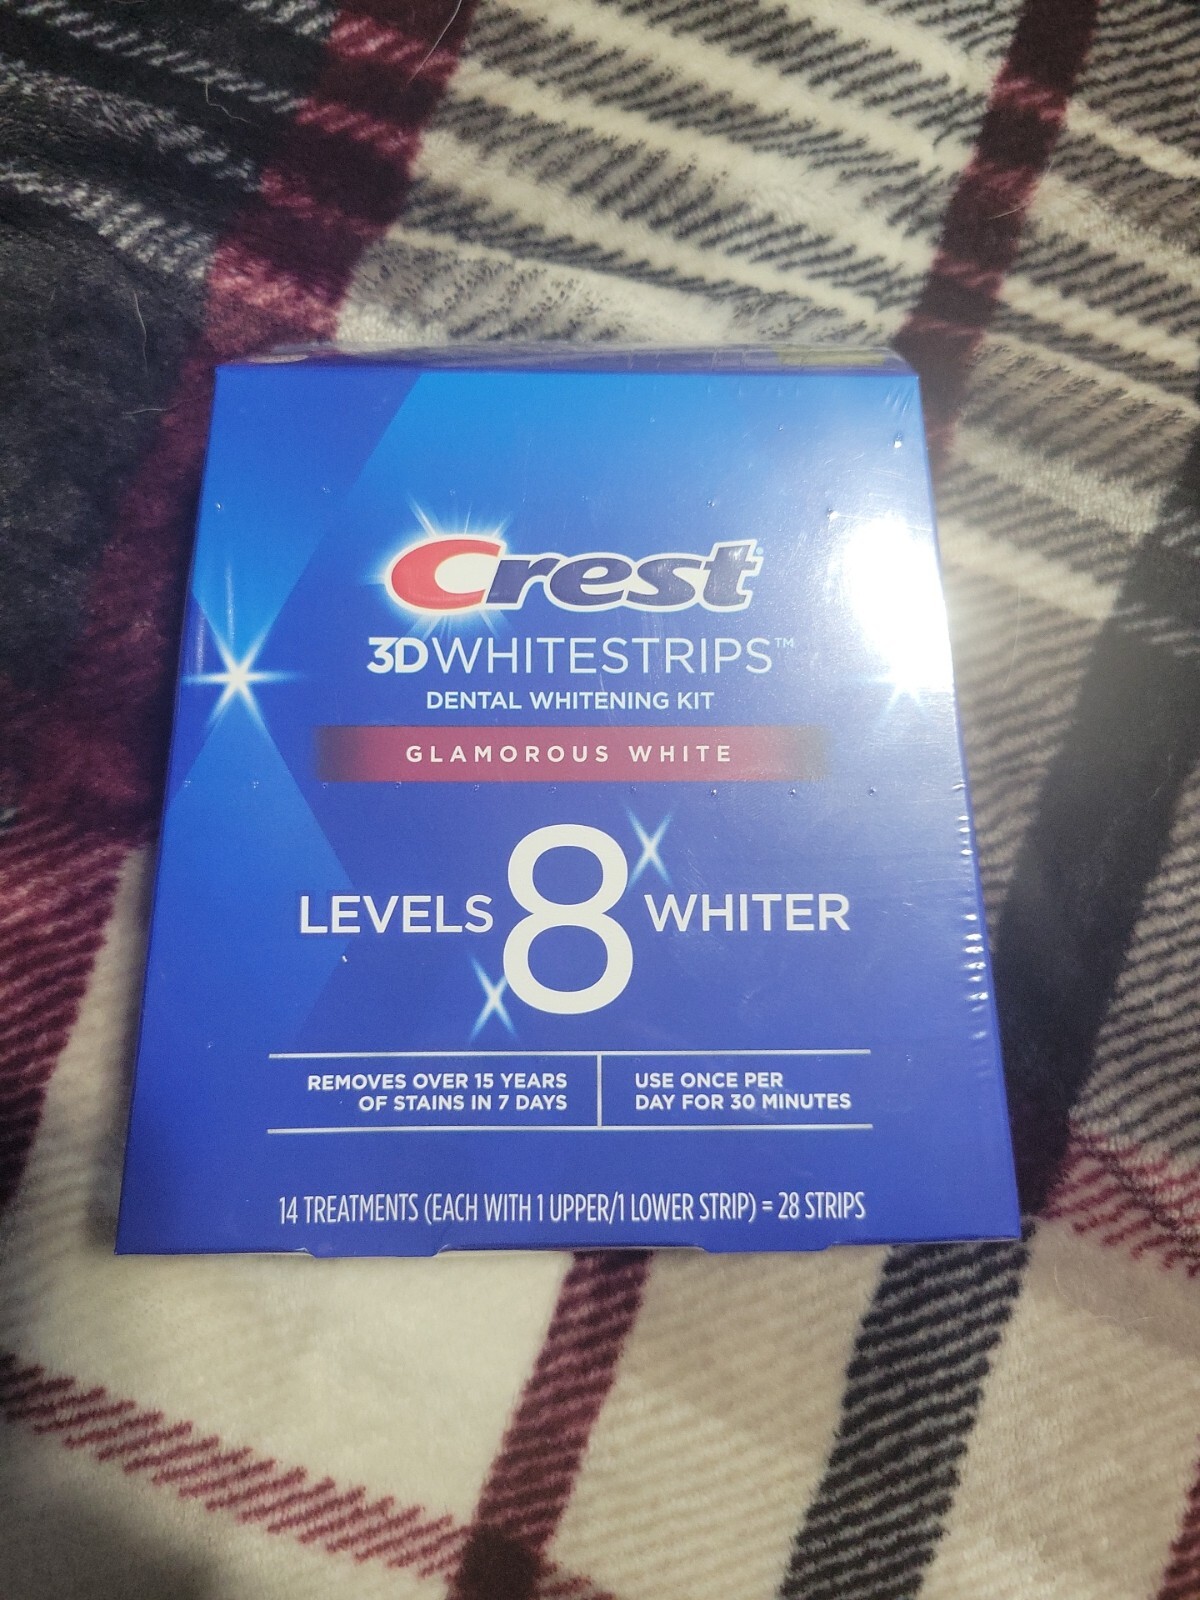 Crest
3DWHITESTRIPS™
DENTAL WHITENING KIT
GLAMOROUS WHITE
LEVELS 8 WHITER
REMOVES OVER 15 YEARS
OF STAINS IN 7 DAYS
USE ONCE PER
DAY FOR 30 MINUTES
14 TREATMENTS (EACH WITH 1 UPPER/1 LOWER STRIP) = 28 STRIPS